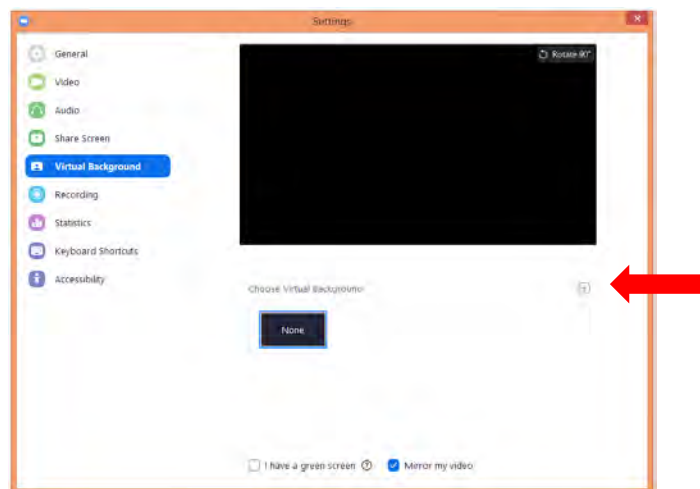 Settings
General
Video
Audio
Share Screen
Virtual Background
Recording
Statistics
Keyboard Shortcuts
Accessibility
Rotate 90°
Choose Virtual Background
None
I have a green screen
Mirror my video